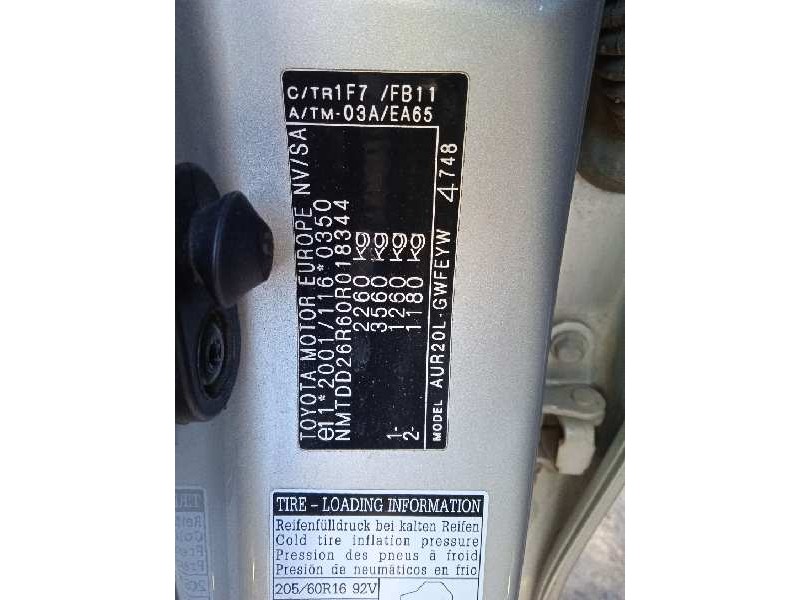 C/TR1F7 /FB11
A/TM-03A/EA65
TOYOTA MOTOR EUROPE NV/SA
e11*2001/116*0350
NMTDD26R60R018344
2260 kg
3560 kg
1- 1260 kg
2- 1180 kg
MODEL AUR20L-GWFEYW 4748
TIRE - LOADING INFORMATION
Reifenfülldruck bei kalten Reifen
Cold tire inflation pressure
Pression des pneus à froid
Presión de neumáticos en fric
205/60R16 92V